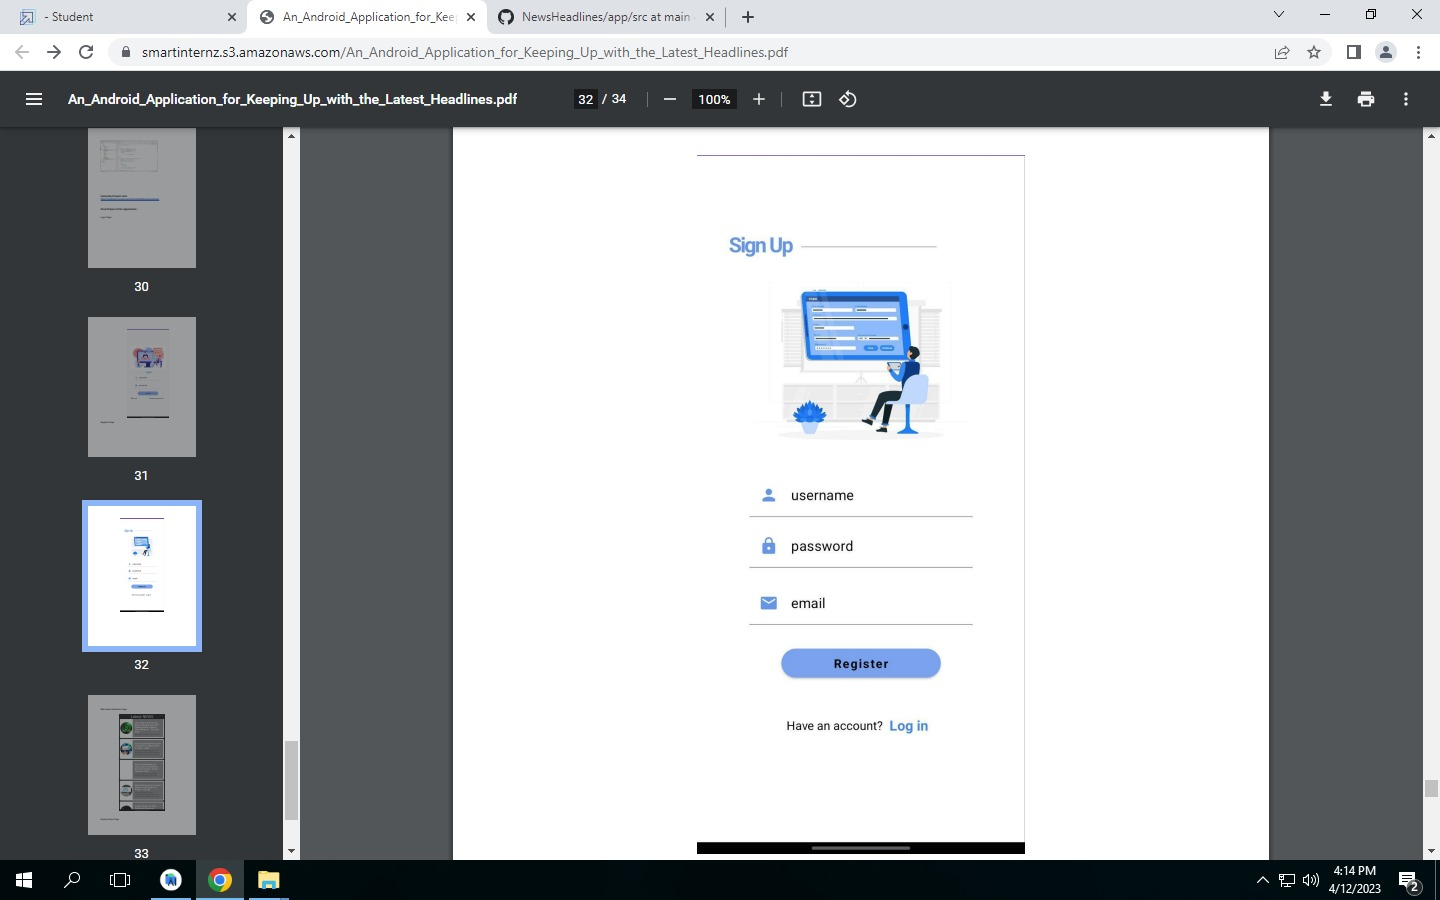 - Student
An_Android_Application_for_Kee
NewsHeadlines/app/src at main
smartinternz.s3.amazonaws.com/An_Android_Application_for_Keeping_Up_with_the_Latest_Headlines.pdf
An_Android_Application_for_Keeping_Up_with_the_Latest_Headlines.pdf
32 / 34
100%
30
31
32
33
Sign Up
username
password
email
Register
Have an account? Log in
4:14 PM
4/12/2023
2